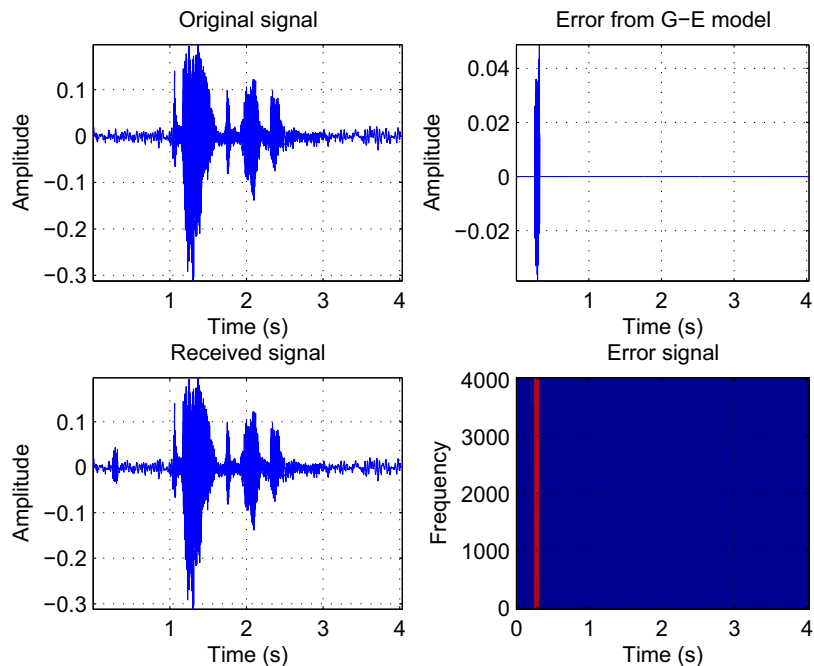 Original signal
0.1
0
−0.1
−0.2
−0.3
Amplitude
1 2 3 4
Time (s)
Error from G−E model
0.04
0.02
0
−0.02
Amplitude
1 2 3 4
Time (s)
Received signal
0.1
0
−0.1
−0.2
−0.3
Amplitude
1 2 3 4
Time (s)
Error signal
4000
3000
2000
1000
0
Frequency
0 1 2 3 4
Time (s)